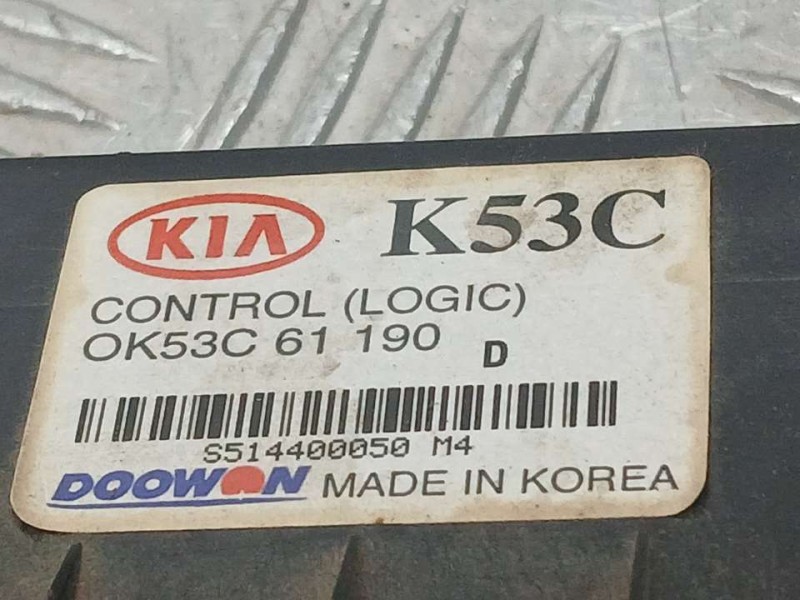 KIA K53C
CONTROL (LOGIC)
OK53C 61 190 D
S514400050 M4
DOOWON MADE IN KOREA